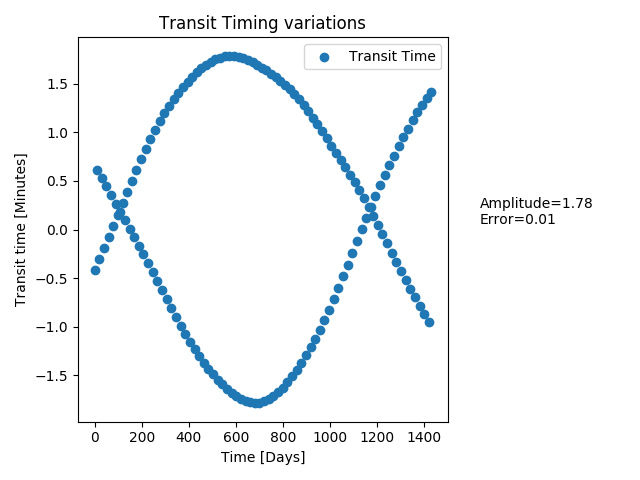 Transit Timing variations
Transit Time
Transit time [Minutes]
1.5
1.0
0.5
0.0
−0.5
−1.0
−1.5
0 200 400 600 800 1000 1200 1400
Time [Days]
Amplitude=1.78
Error=0.01